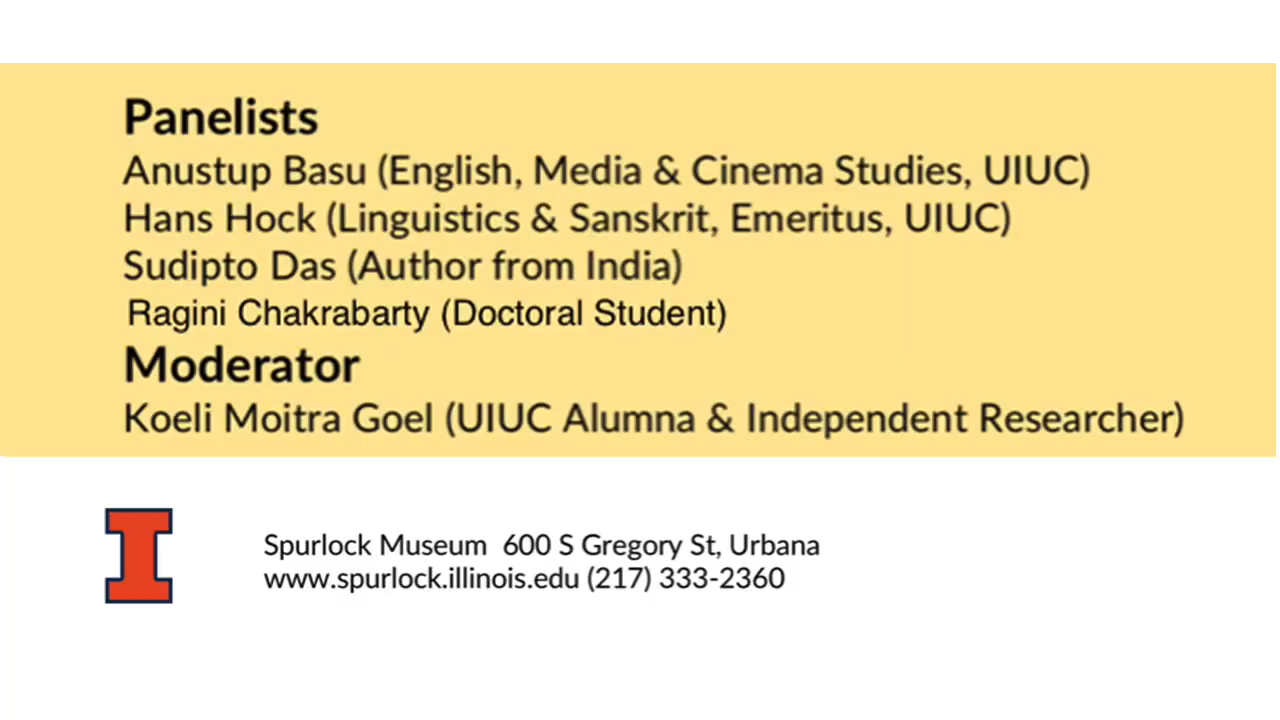 Panelists
Anustup Basu (English, Media & Cinema Studies, UIUC)
Hans Hock (Linguistics & Sanskrit, Emeritus, UIUC)
Sudipto Das (Author from India)
Ragini Chakrabarty (Doctoral Student)
Moderator
Koeli Moitra Goel (UIUC Alumna & Independent Researcher)
Spurlock Museum  600 S Gregory St, Urbana
www.spurlock.illinois.edu (217) 333-2360